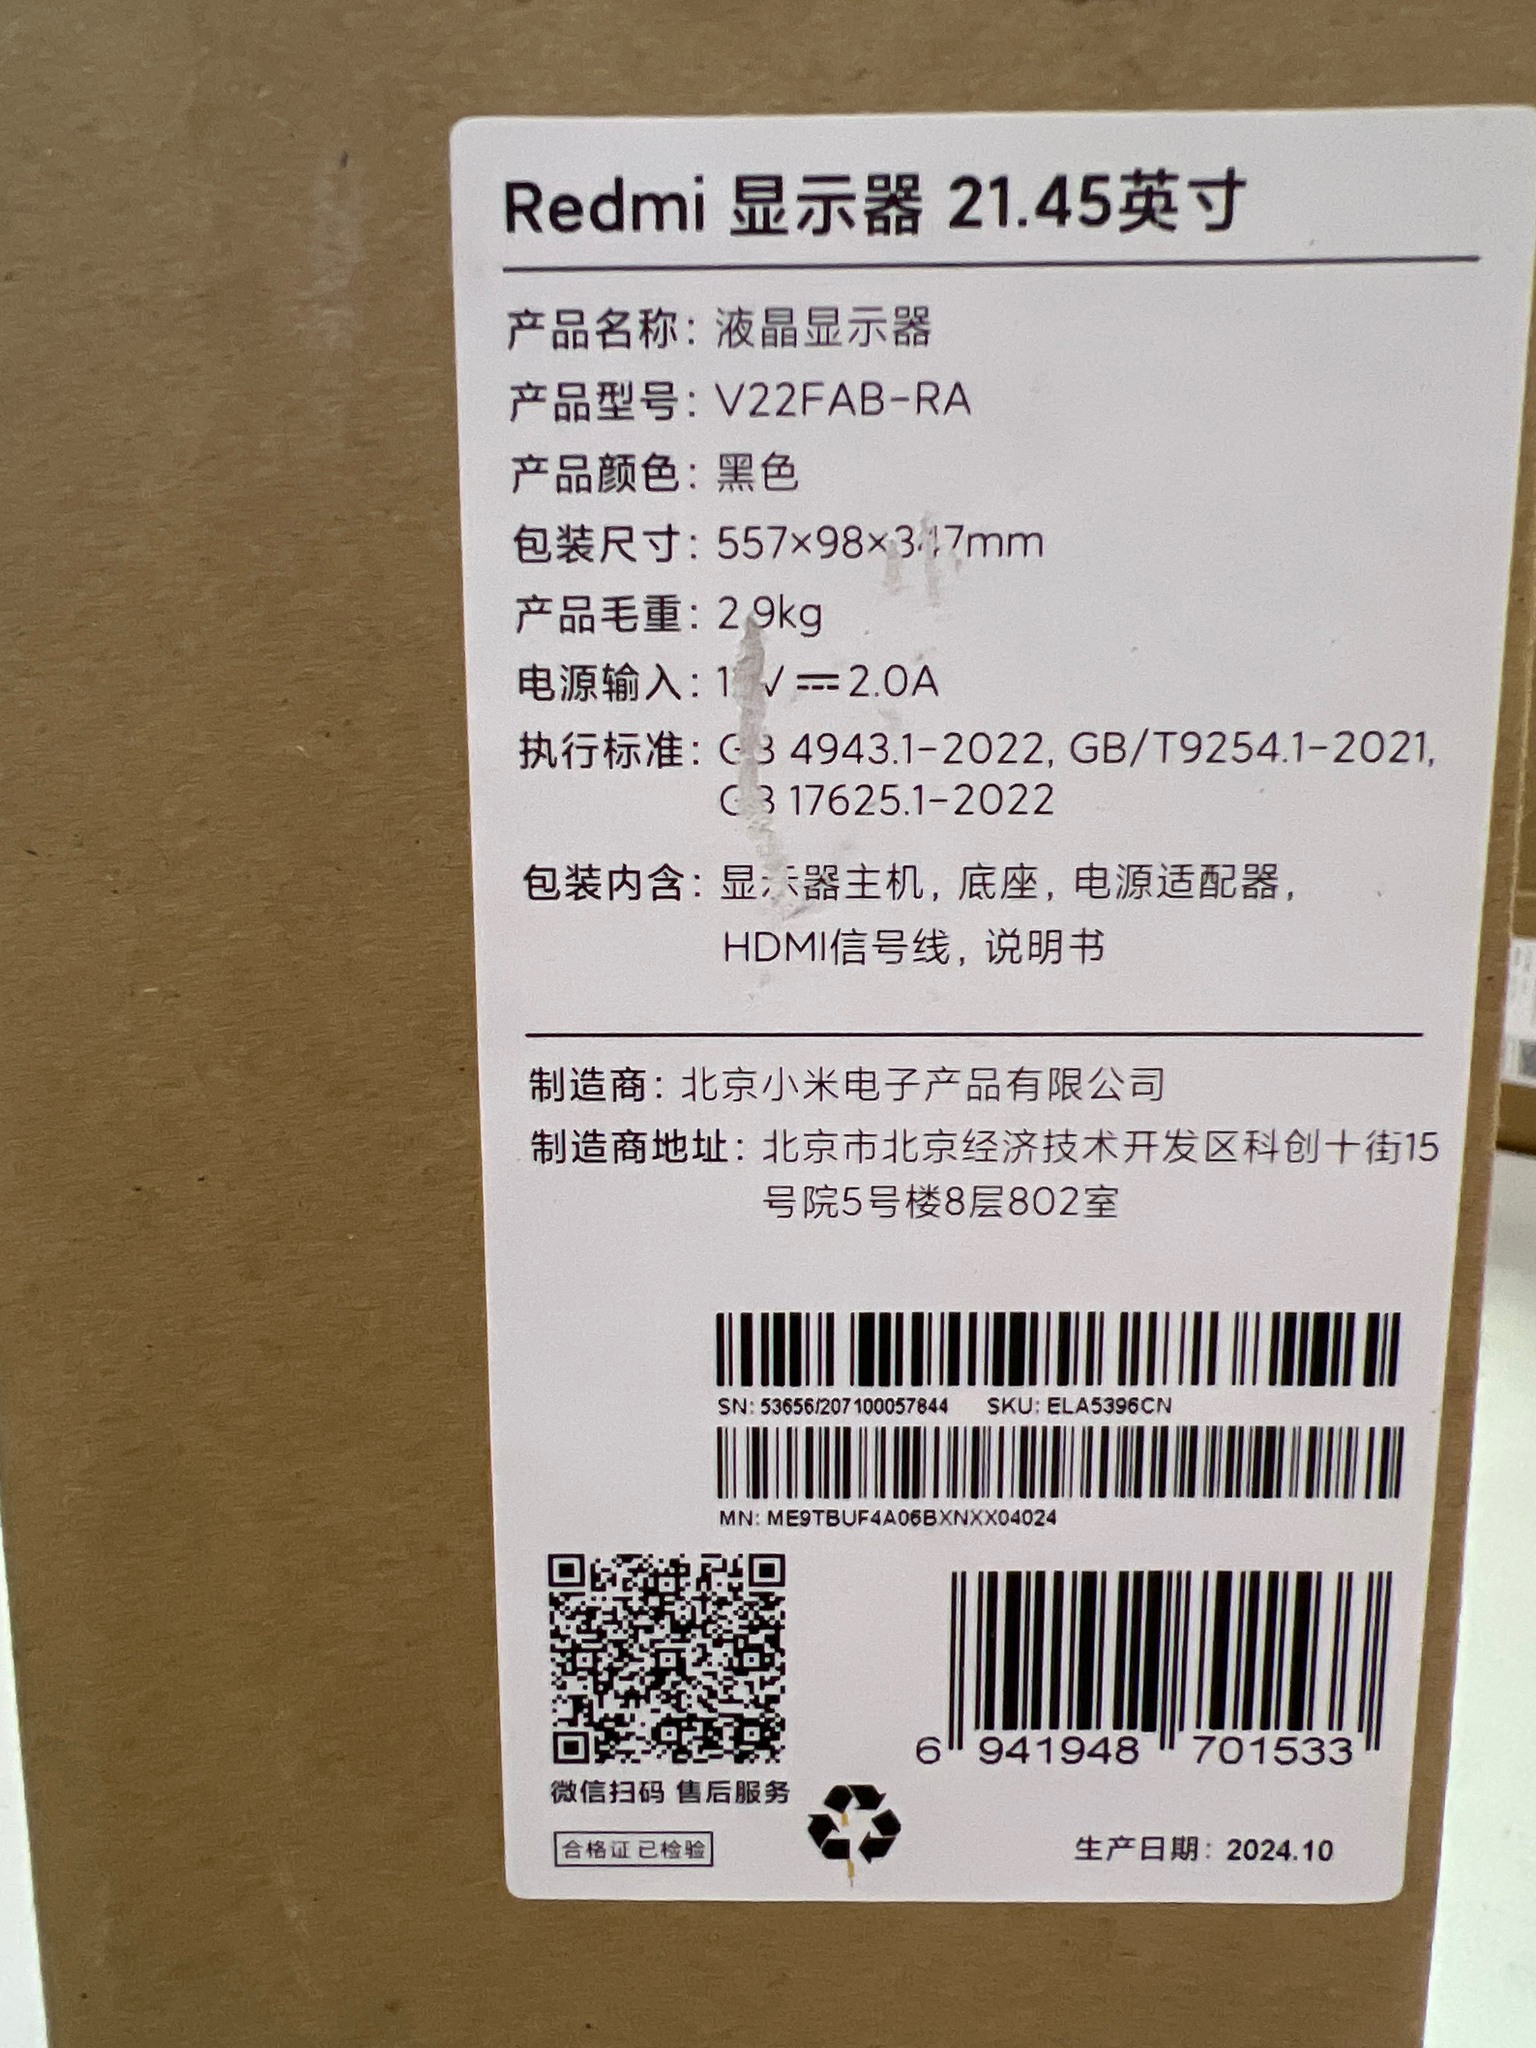 Redmi 显示器 21.45英寸
产品名称：液晶显示器
产品型号：V22FAB-RA
产品颜色：黑色
包装尺寸：
产品毛重：2.9kg
电源输入： ⎓2.0A
执行标准：GB 4943.1-2022, GB/T9254.1-2021,
GB 17625.1-2022
包装内含：显示器主机，底座，电源适配器，
HDMI信号线，说明书
制造商：北京小米电子产品有限公司
制造商地址：北京市北京经济技术开发区科创十街15
号院5号楼8层802室
SN: 53656/207100057844 SKU: ELA5396CN
MN: ME9TBUF4A06BXNXX04024
6 941948 701533
微信扫码 售后服务
合格证 已检验
生产日期：2024.10